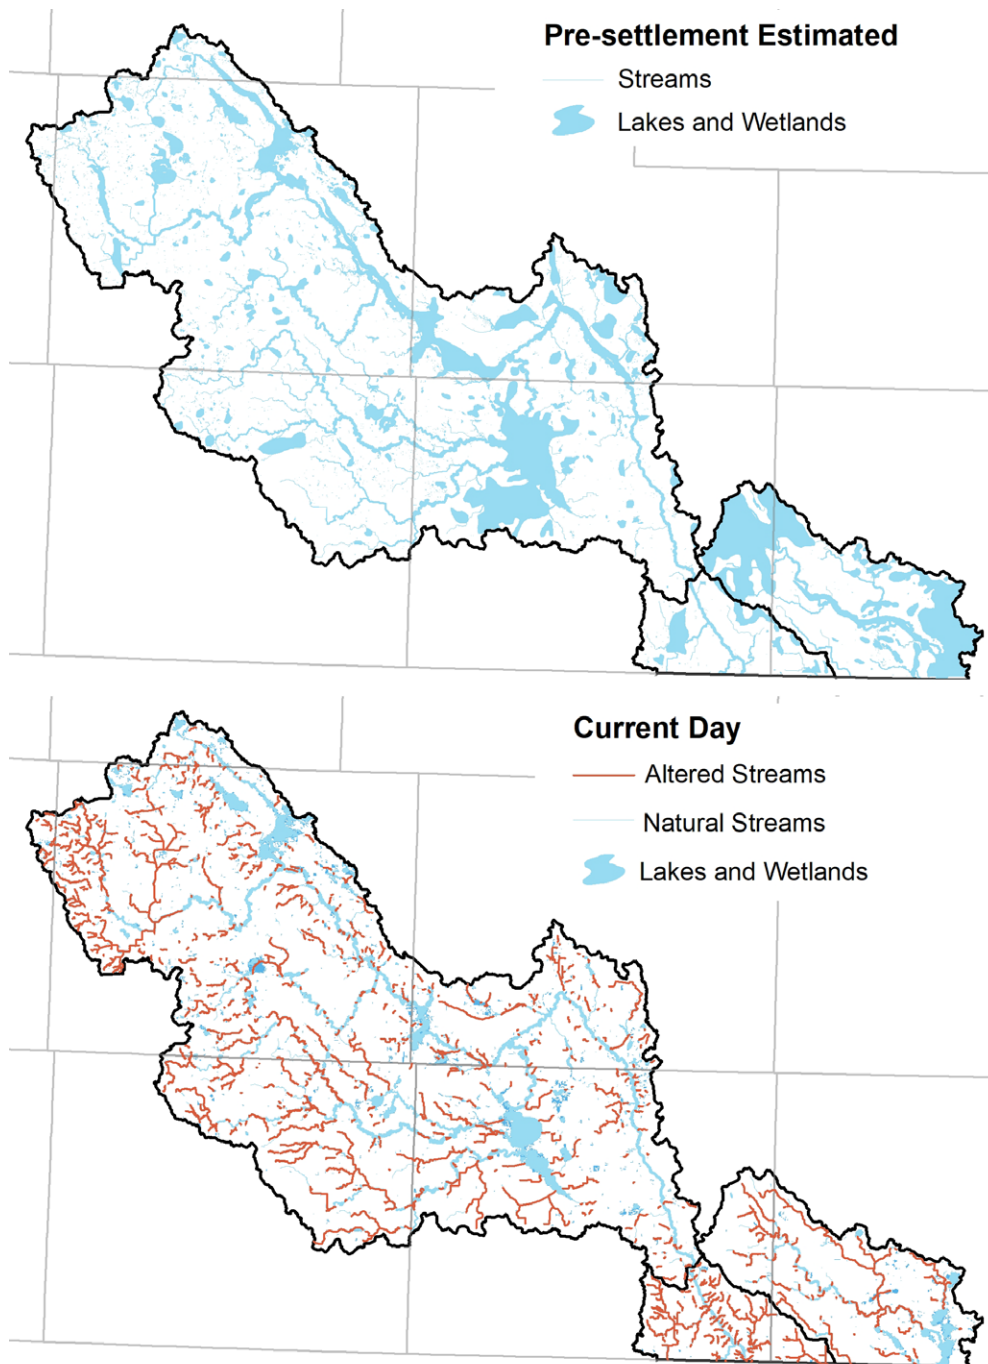 Pre-settlement Estimated
Streams
Lakes and Wetlands
Current Day
Altered Streams
Natural Streams
Lakes and Wetlands